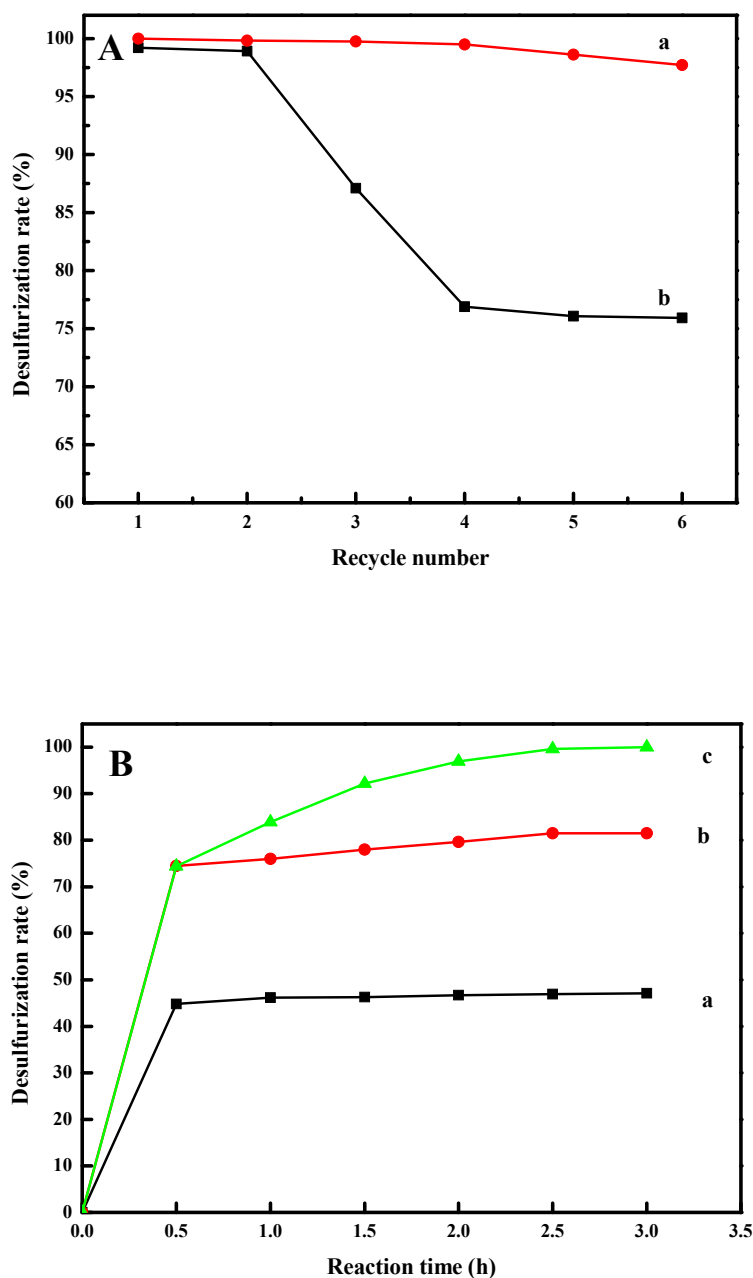 A
a
b
100
95
90
85
80
75
70
65
60
1 2 3 4 5 6
Desulfurization rate (%)
Recycle number
B
c
b
a
100
90
80
70
60
50
40
30
20
10
0
0.0 0.5 1.0 1.5 2.0 2.5 3.0 3.5
Desulfurization rate (%)
Reaction time (h)